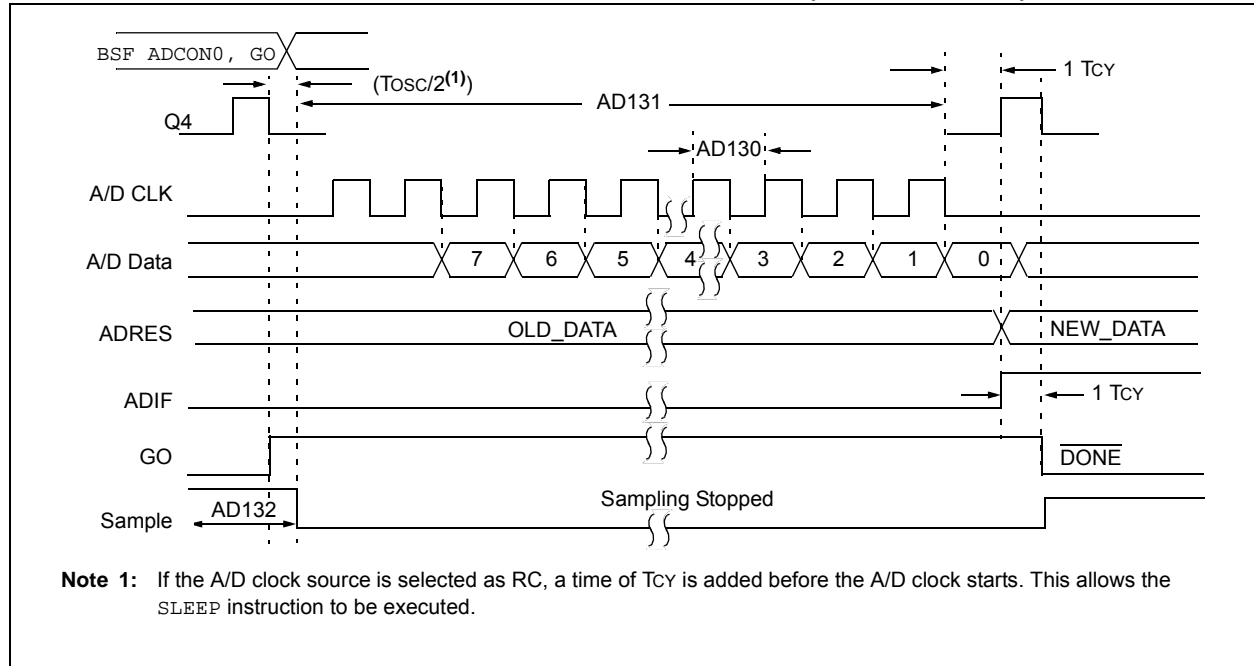 BSF ADCON0, GO
(TOSC/2(1))
1 TCY
AD131
Q4
AD130
A/D CLK
A/D Data
7 6 5 4 3 2 1 0
ADRES
OLD_DATA
NEW_DATA
ADIF
1 TCY
GO
DONE
Sample
AD132
Sampling Stopped
Note 1: If the A/D clock source is selected as RC, a time of TCY is added before the A/D clock starts. This allows the
SLEEP instruction to be executed.